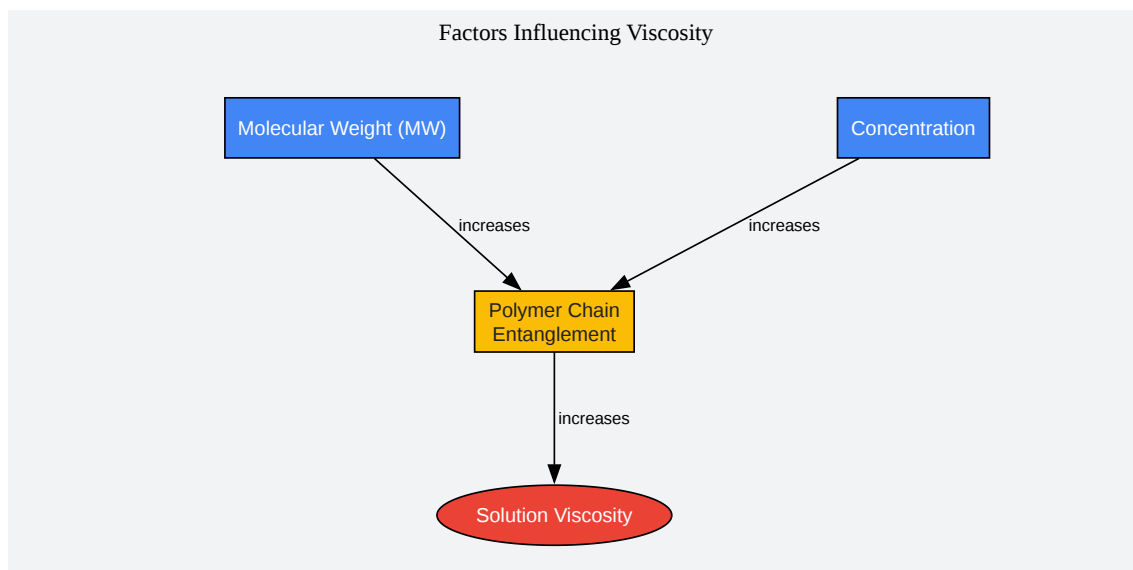 Factors Influencing Viscosity
Molecular Weight (MW)
Concentration
increases
increases
Polymer Chain
Entanglement
increases
Solution Viscosity